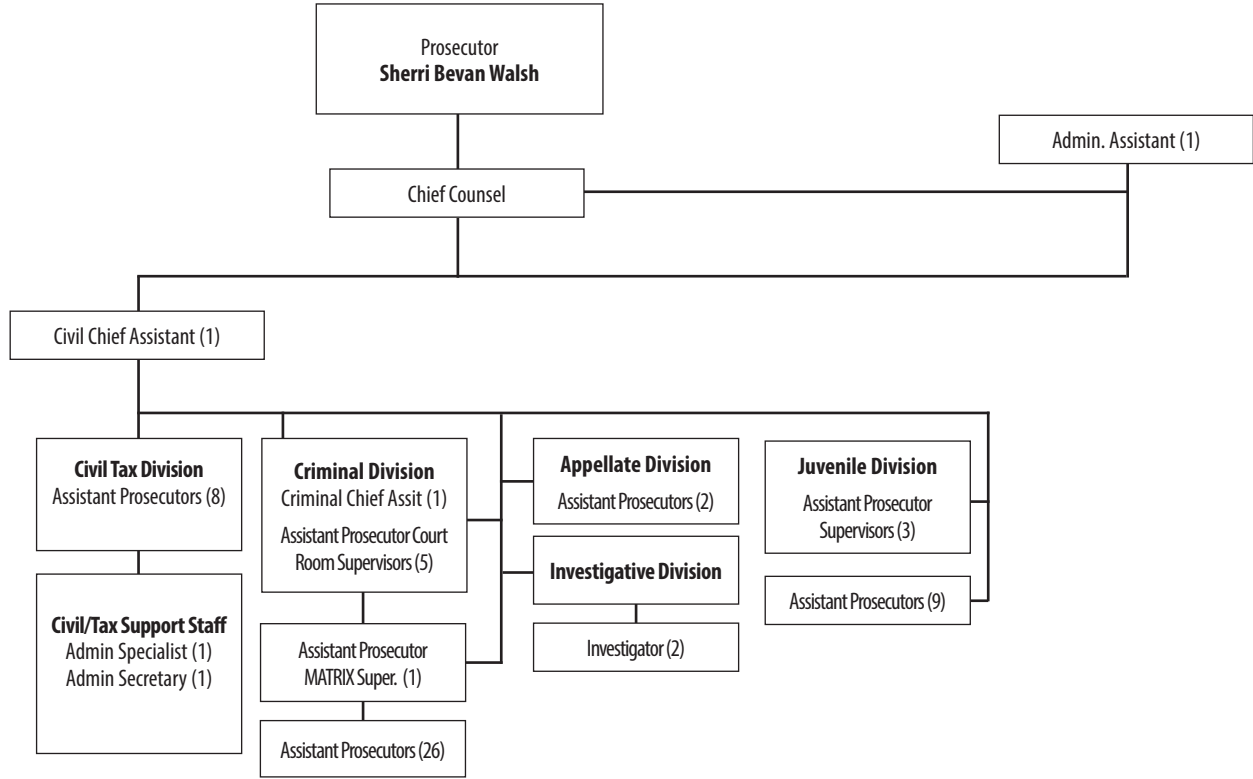 Prosecutor
Sherri Bevan Walsh
Admin. Assistant (1)
Chief Counsel
Civil Chief Assistant (1)
Civil Tax Division
Assistant Prosecutors (8)
Civil/Tax Support Staff
Admin Specialist (1)
Admin Secretary (1)
Criminal Division
Criminal Chief Assit (1)
Assistant Prosecutor Court
Room Supervisors (5)
Assistant Prosecutor
MATRIX Super. (1)
Assistant Prosecutors (26)
Appellate Division
Assistant Prosecutors (2)
Investigative Division
Investigator (2)
Juvenile Division
Assistant Prosecutor
Supervisors (3)
Assistant Prosecutors (9)